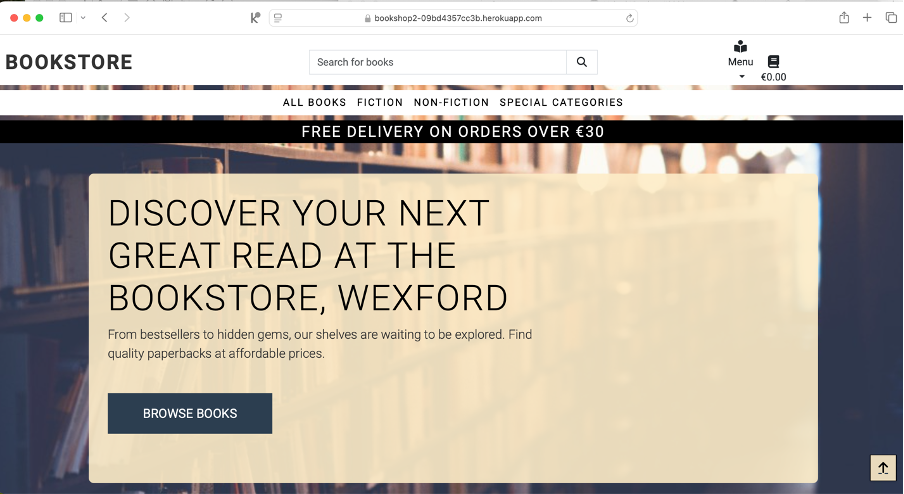 bookshop2-09bd4357cc3b.herokuapp.com
BOOKSTORE
Search for books
Menu
€0.00
ALL BOOKS FICTION NON-FICTION SPECIAL CATEGORIES
FREE DELIVERY ON ORDERS OVER €30
DISCOVER YOUR NEXT
GREAT READ AT THE
BOOKSTORE, WEXFORD
From bestsellers to hidden gems, our shelves are waiting to be explored. Find
quality paperbacks at affordable prices.
BROWSE BOOKS